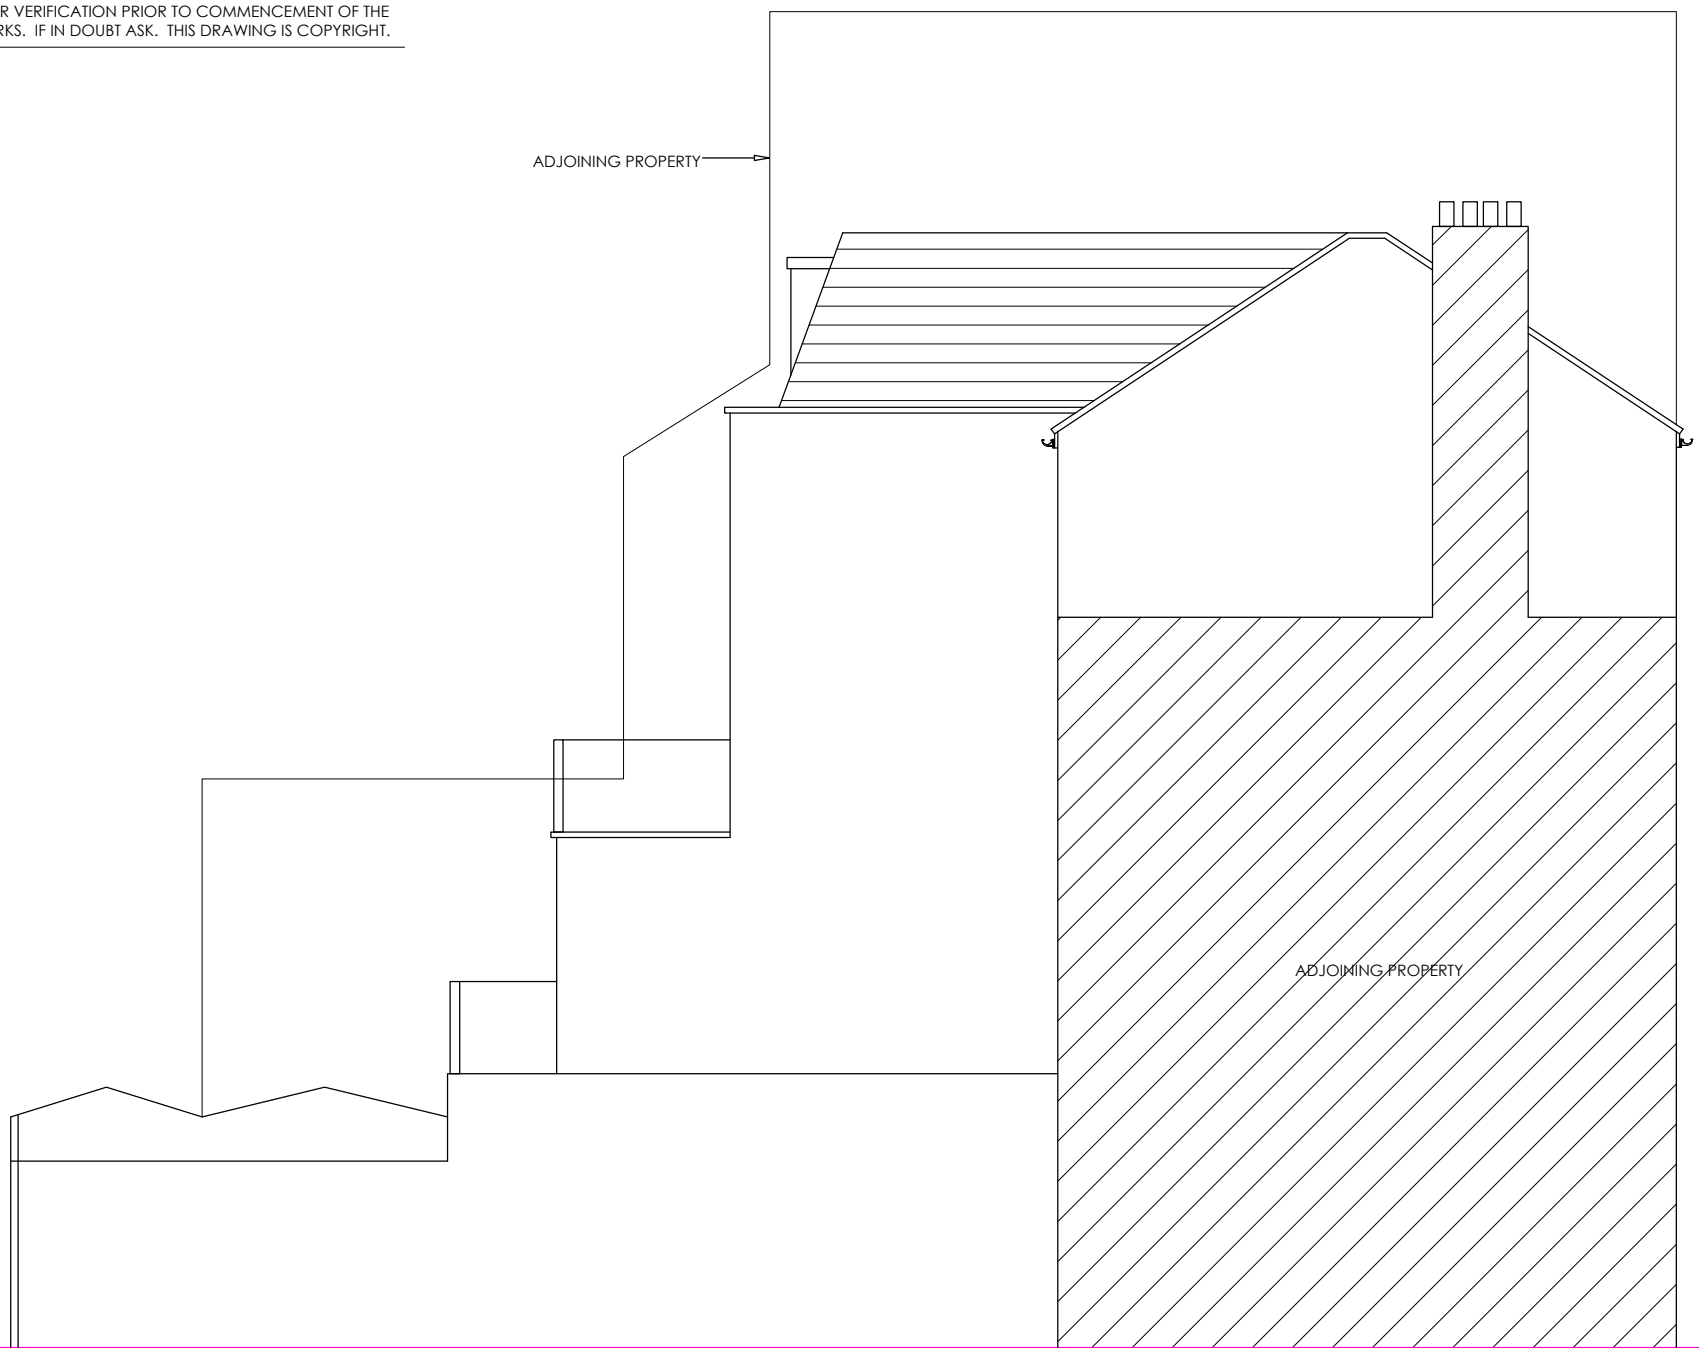 R VERIFICATION PRIOR TO COMMENCEMENT OF THE
RKS. IF IN DOUBT ASK. THIS DRAWING IS COPYRIGHT.
ADJOINING PROPERTY
ADJOINING PROPERTY